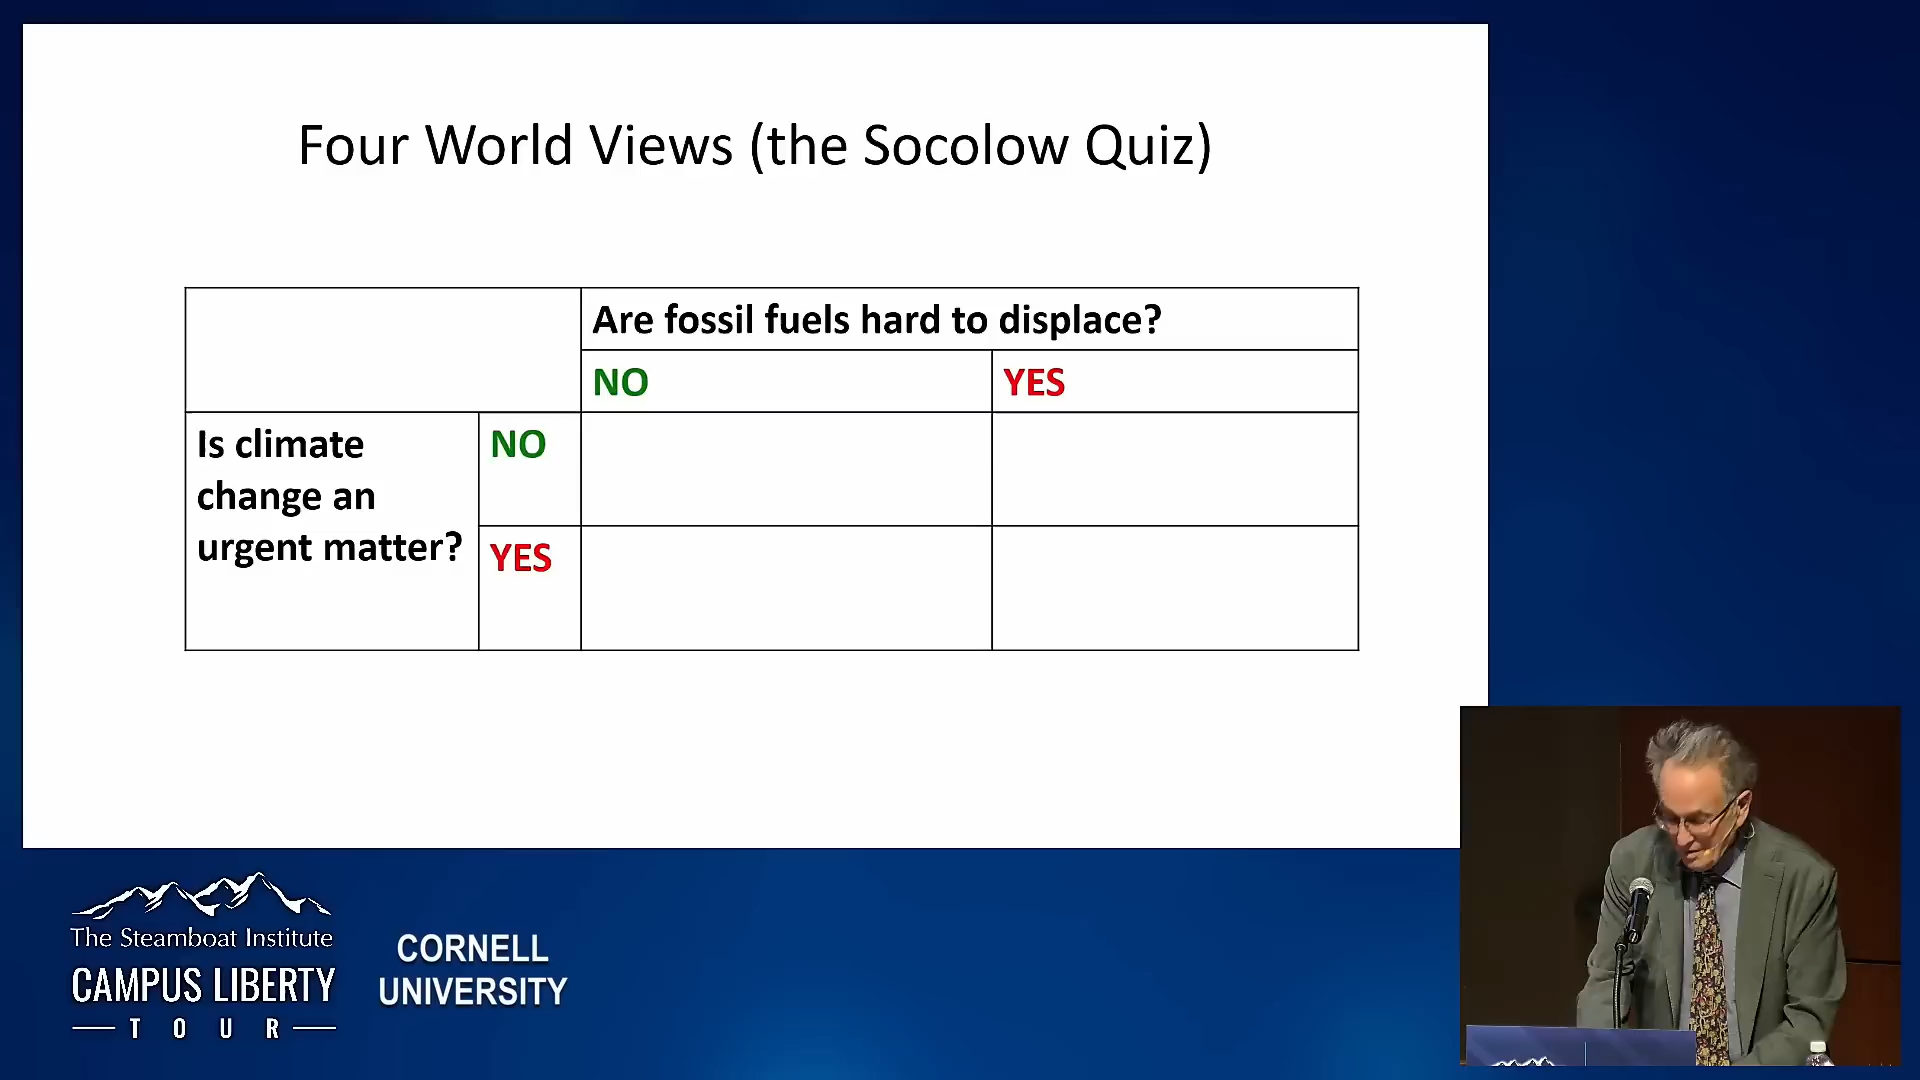 Four World Views (the Socolow Quiz)
Are fossil fuels hard to displace?
NO
YES
Is climate
change an
urgent matter?
NO
YES
The Steamboat Institute
CAMPUS LIBERTY
TOUR
CORNELL
UNIVERSITY